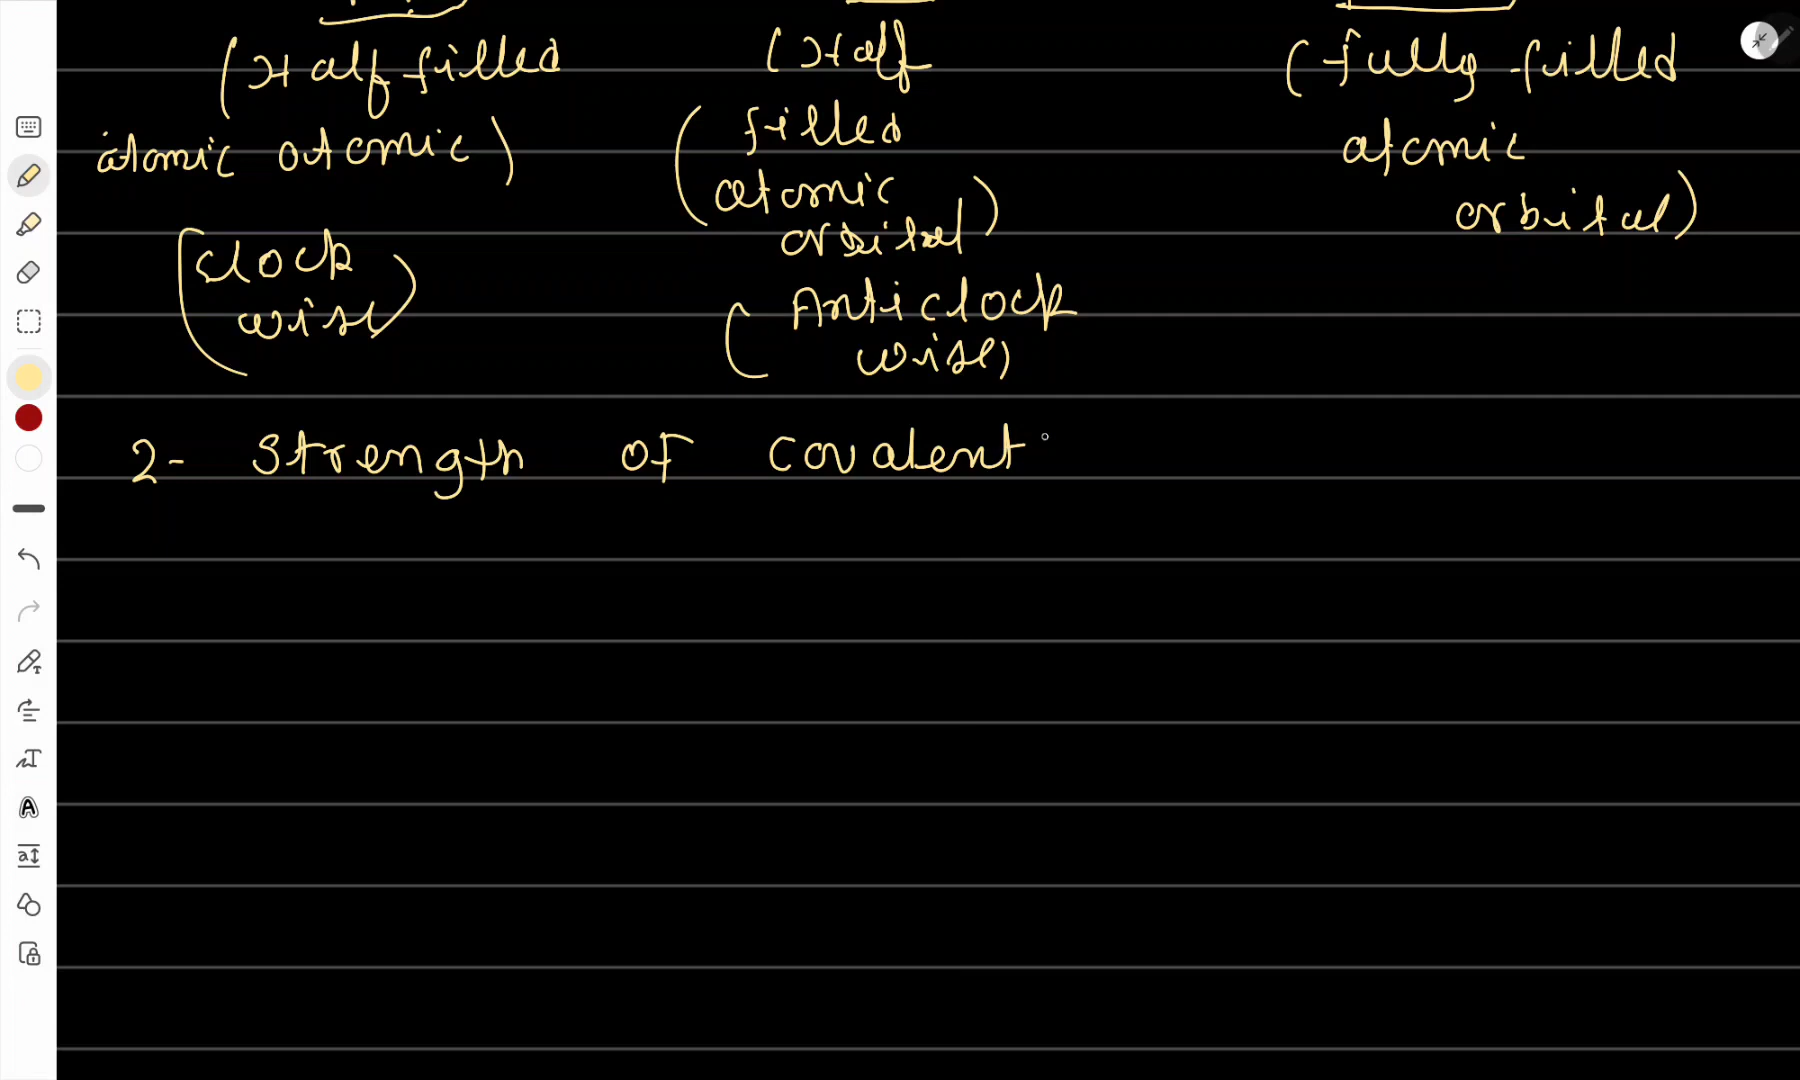 (Half filled
atomic atomic)
(clock
wise)
(Half
(filled
atomic
orbital)
(Anticlock
wise)
(fully filled
atomic
orbital)
2- Strength of covalent